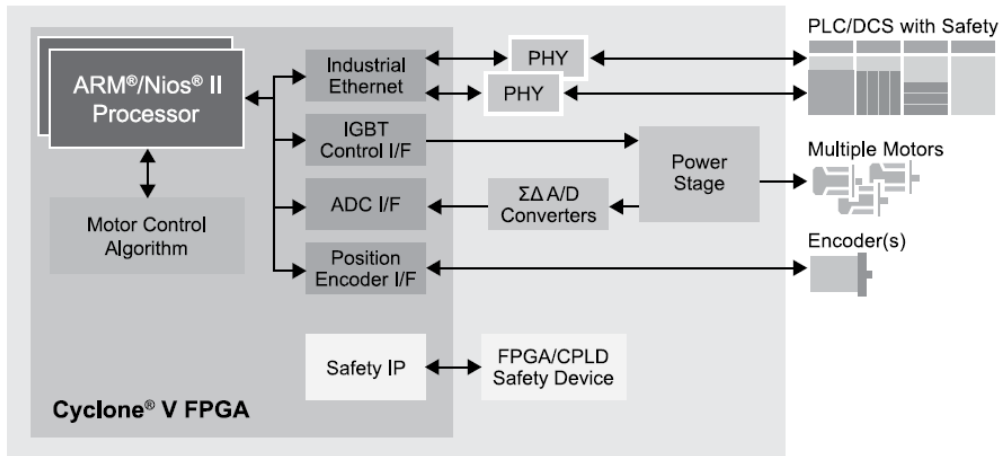 PLC/DCS with Safety
ARM®/Nios® II
Processor
Industrial
Ethernet
PHY
PHY
IGBT
Control I/F
Power
Stage
Multiple Motors
Motor Control
Algorithm
ADC I/F
ΣΔ A/D
Converters
Position
Encoder I/F
Encoder(s)
Safety IP
FPGA/CPLD
Safety Device
Cyclone® V FPGA